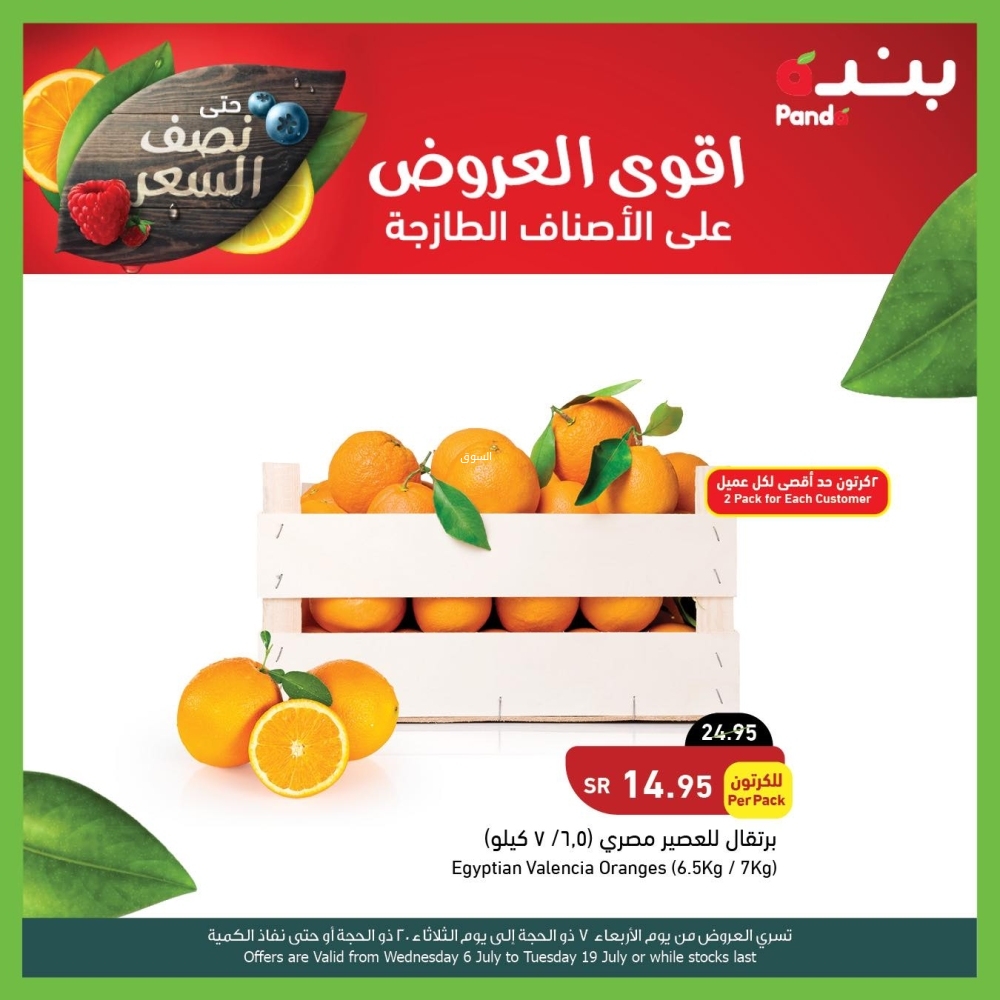 بنده
Panda
حتى
نصف
السعر
اقوى العروض
على الأصناف الطازجة
السوق
٢كرتون حد أقصى لكل عميل
2 Pack for Each Customer
24.95
SR 14.95
للكرتون
Per Pack
برتقال للعصير مصري (٦,٥/ ٧ كيلو)
Egyptian Valencia Oranges (6.5Kg / 7Kg)
تسري العروض من يوم الأربعاء ٧ ذو الحجة إلى يوم الثلاثاء ٢٠ ذو الحجة أو حتى نفاذ الكمية
Offers are Valid from Wednesday 6 July to Tuesday 19 July or while stocks last